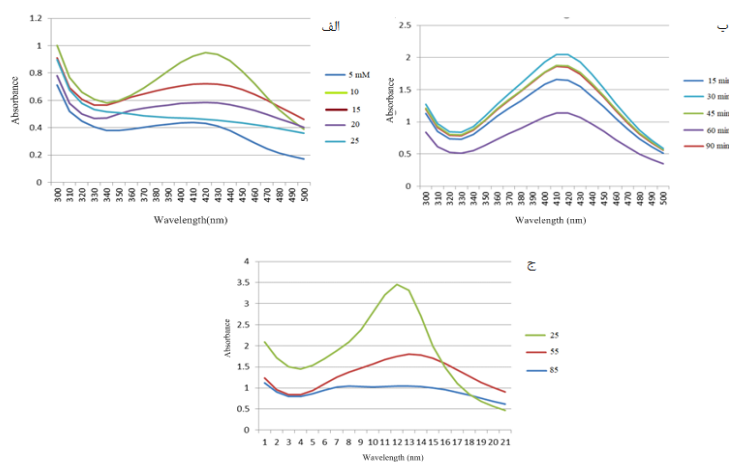 الف
1.2
1
0.8
0.6
0.4
0.2
0
Absorbance
300 310 320 330 340 350 360 370 380 390 400 410 420 430 440 450 460 470 480 490 500
Wavelength(nm)
5 mM
10
15
20
25
ب
2.5
2
1.5
1
0.5
0
Absorbance
300 310 320 330 340 350 360 370 380 390 400 410 420 430 440 450 460 470 480 490 500
Wavelength (nm)
15 min
30 min
45 min
60 min
90 min
ج
4
3.5
3
2.5
2
1.5
1
0.5
0
Absorbance
1 2 3 4 5 6 7 8 9 10 11 12 13 14 15 16 17 18 19 20 21
Wavelength (nm)
25
55
85